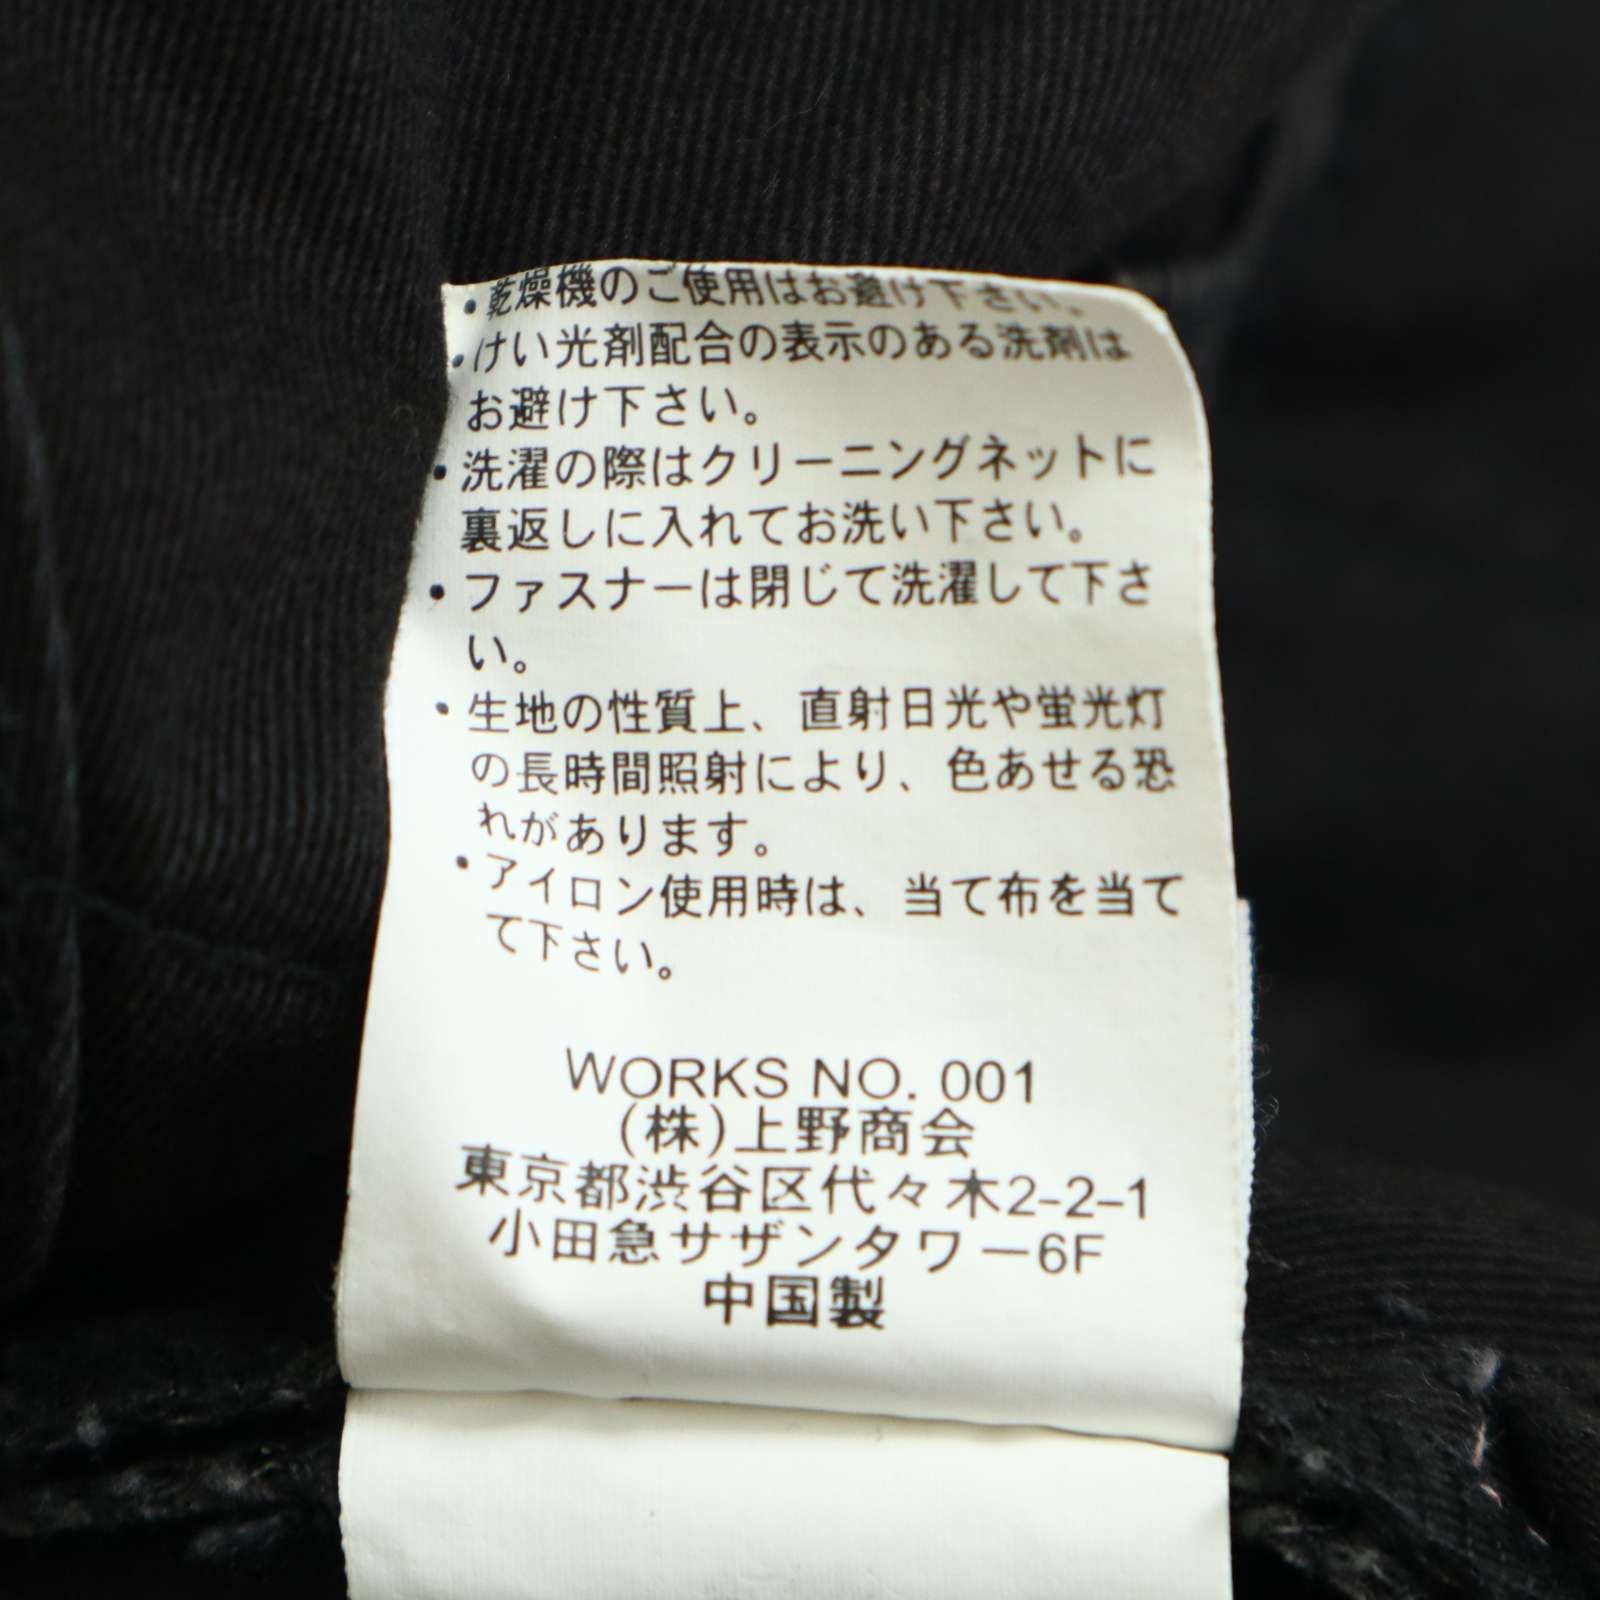 ・乾燥機のご使用はお避け下さい。
・けい光剤配合の表示のある洗剤は
お避け下さい。
・洗濯の際はクリーニングネットに
裏返しに入れてお洗い下さい。
・ファスナーは閉じて洗濯して下さ
い。
・生地の性質上、直射日光や蛍光灯
の長時間照射により、色あせる恐
れがあります。
・アイロン使用時は、当て布を当て
て下さい。
WORKS NO. 001
(株)上野商会
東京都渋谷区代々木2-2-1
小田急サザンタワー6F
中国製